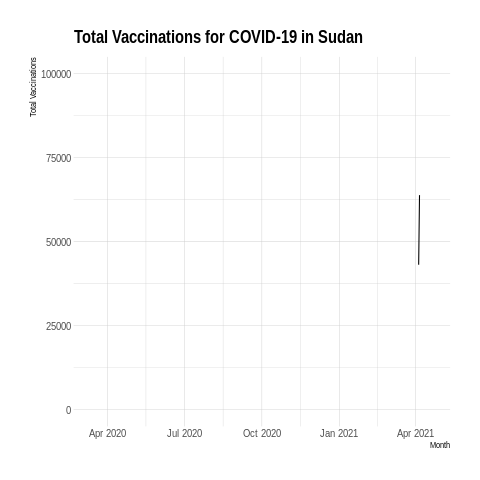 Total Vaccinations for COVID-19 in Sudan
Total Vaccinations
100000
75000
50000
25000
0
Apr 2020 Jul 2020 Oct 2020 Jan 2021 Apr 2021
Month